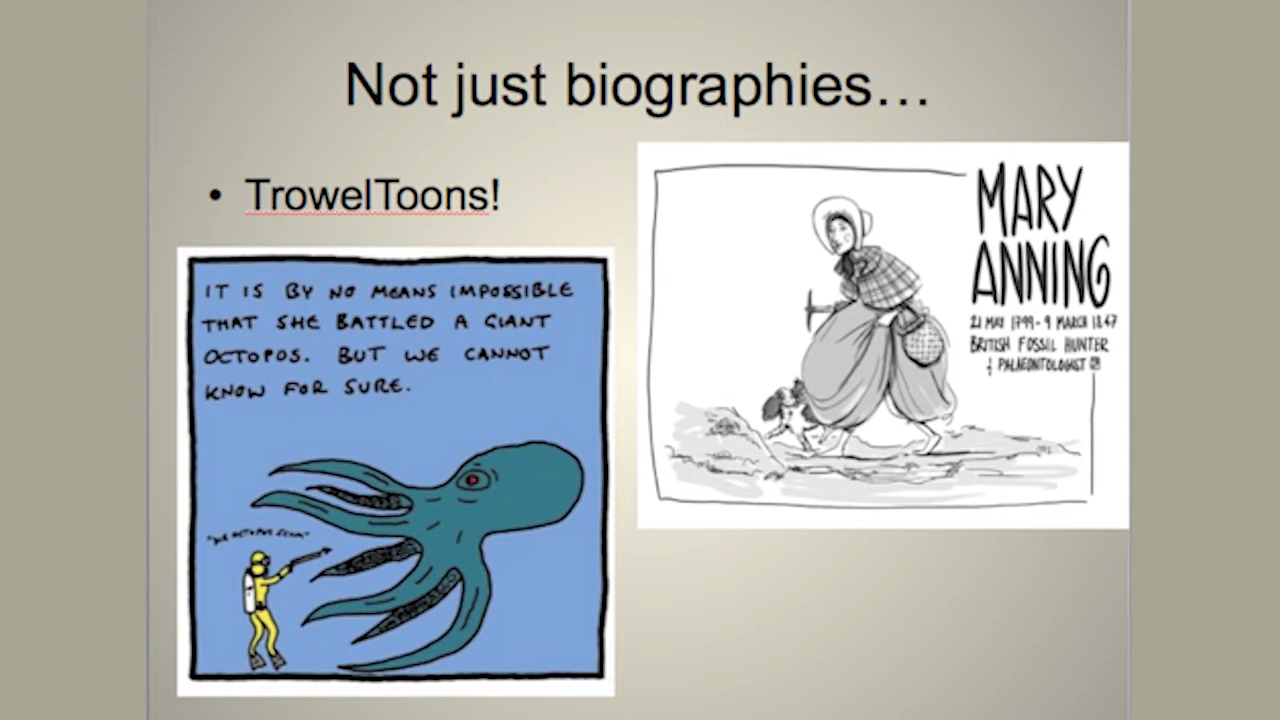 Not just biographies…
• TrowelToons!
IT IS BY NO MEANS IMPOSSIBLE
THAT SHE BATTLED A GIANT
OCTOPOS. BUT WE CANNOT
KNOW FOR SURE.
MARY
ANNING
21 MAY 1799 - 9 MARCH 1847
BRITISH FOSSIL HUNTER
& PALAEONTOLOGIST